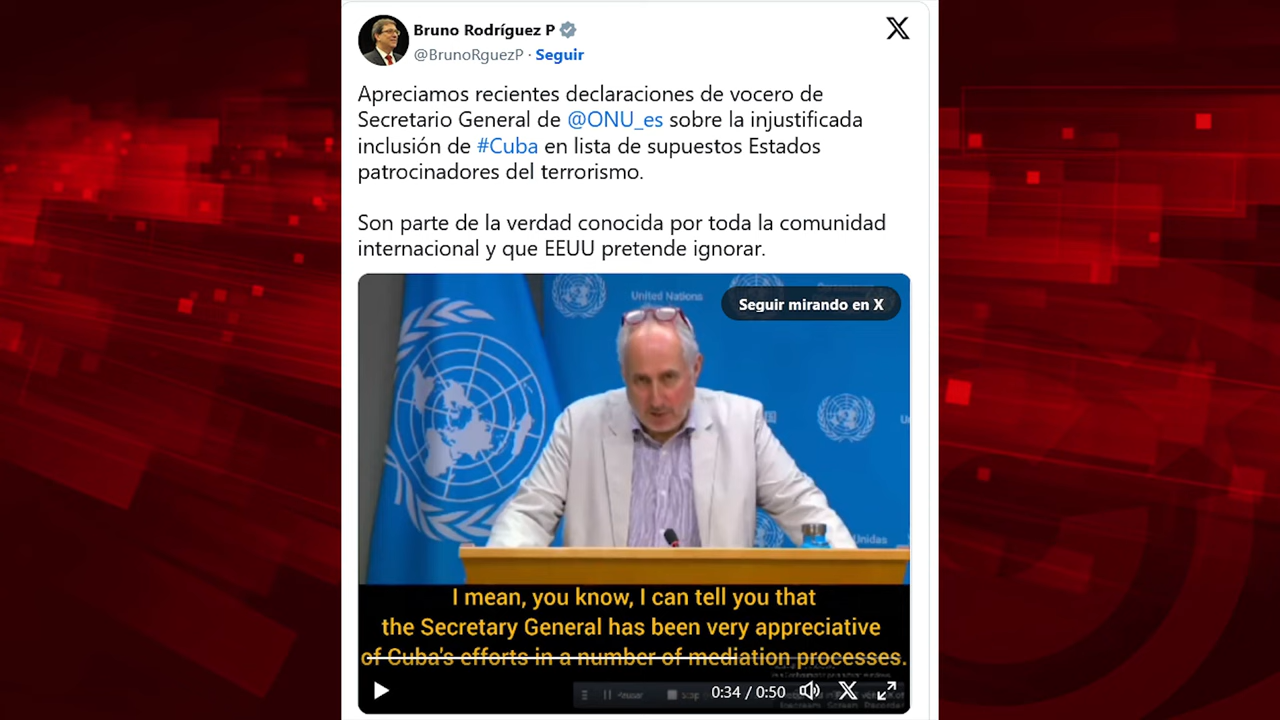 Bruno Rodríguez P
@BrunoRguezP · Seguir
Apreciamos recientes declaraciones de vocero de
Secretario General de @ONU_es sobre la injustificada
inclusión de #Cuba en lista de supuestos Estados
patrocinadores del terrorismo.
Son parte de la verdad conocida por toda la comunidad
internacional y que EEUU pretende ignorar.
United Nations
Seguir mirando en X
Unidas
I mean, you know, I can tell you that
the Secretary General has been very appreciative
of Cuba's efforts in a number of mediation processes.
0:34 / 0:50